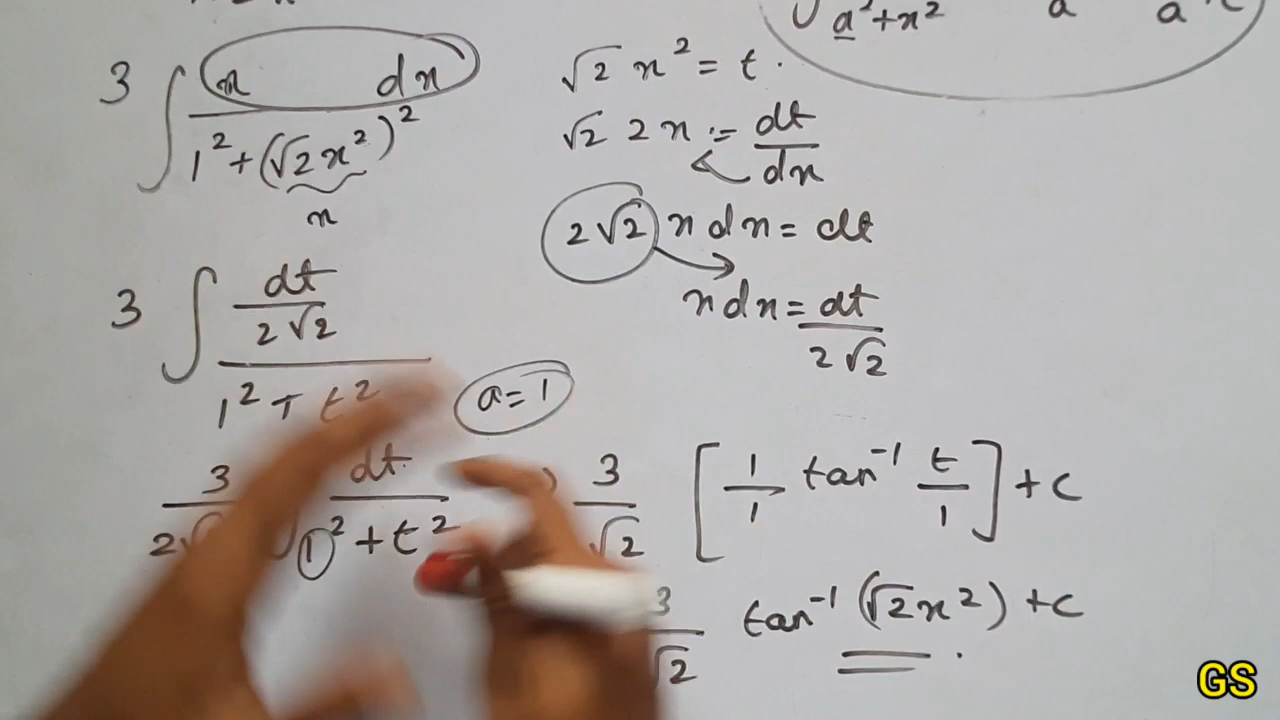 a² + x² a a
3 ∫ x dx / 1² + (√2 x²)²
x
√2 x² = t .
√2 2x = dt/dx
2√2 x dx = dt
x dx = dt / 2√2
3 ∫ dt / 2√2 / 1² + t²
a = 1
3 / 2 dt / 1² + t² 3 / √2 [ 1/1 tan⁻¹ t/1 ] + c
3 / √2 tan⁻¹ (√2 x²) + c
GS